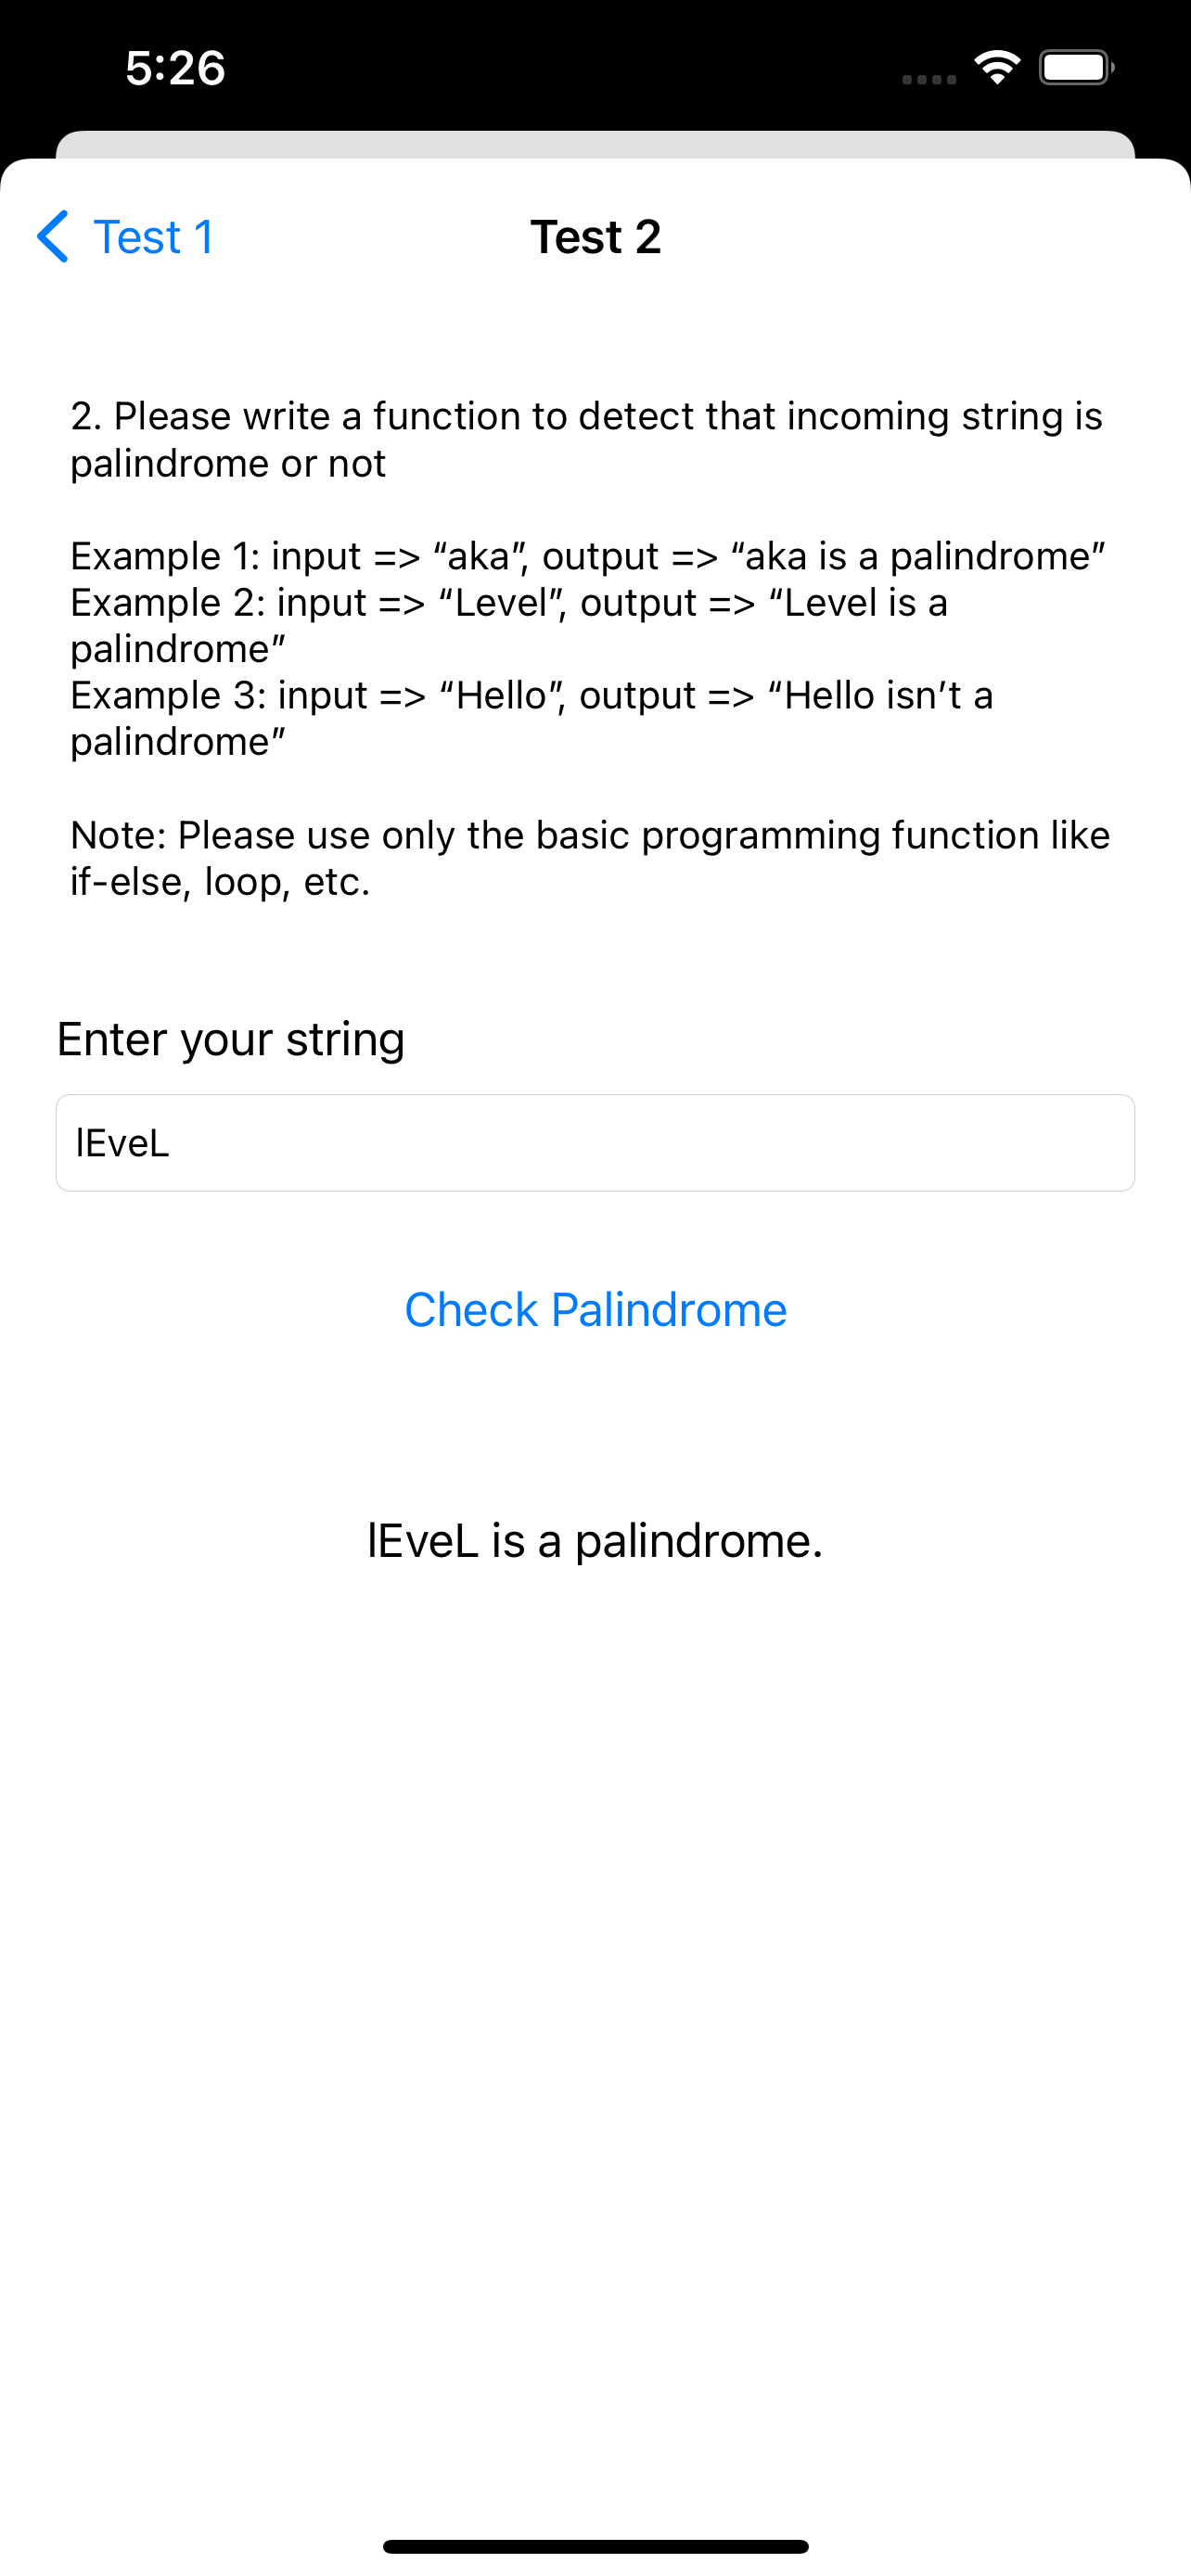 5:26
Test 1
Test 2
2. Please write a function to detect that incoming string is
palindrome or not
Example 1: input => “aka”, output => “aka is a palindrome”
Example 2: input => “Level”, output => “Level is a
palindrome”
Example 3: input => “Hello”, output => “Hello isn’t a
palindrome”
Note: Please use only the basic programming function like
if-else, loop, etc.
Enter your string
lEveL
Check Palindrome
lEveL is a palindrome.